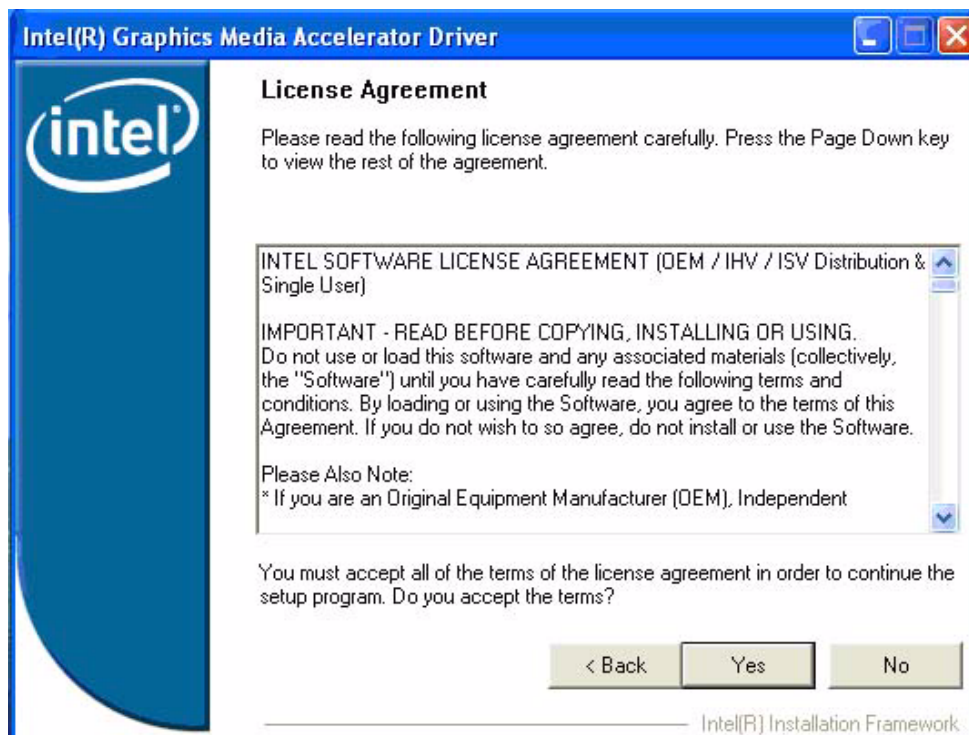 Intel(R) Graphics Media Accelerator Driver
intel
License Agreement
Please read the following license agreement carefully. Press the Page Down key
to view the rest of the agreement.
INTEL SOFTWARE LICENSE AGREEMENT (OEM / IHV / ISV Distribution &
Single User)
IMPORTANT - READ BEFORE COPYING, INSTALLING OR USING.
Do not use or load this software and any associated materials (collectively,
the "Software") until you have carefully read the following terms and
conditions. By loading or using the Software, you agree to the terms of this
Agreement. If you do not wish to so agree, do not install or use the Software.
Please Also Note:
* If you are an Original Equipment Manufacturer (OEM), Independent
You must accept all of the terms of the license agreement in order to continue the
setup program. Do you accept the terms?
< Back Yes No
Intel(R) Installation Framework